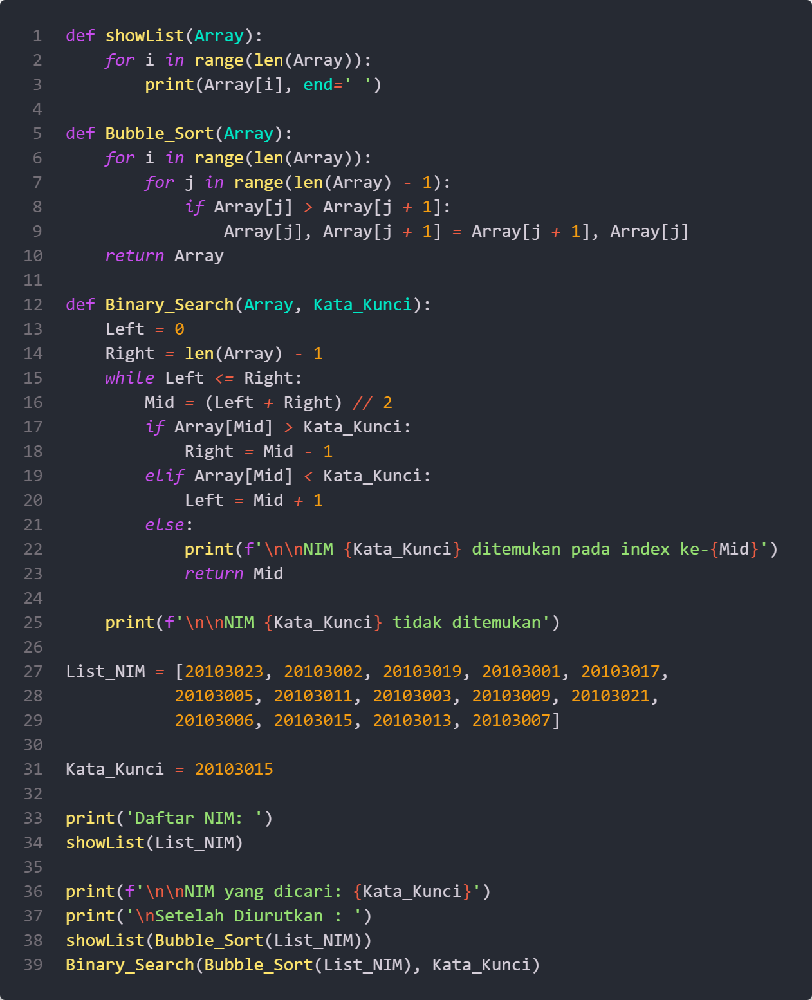 1 def showList(Array):
2     for i in range(len(Array)):
3         print(Array[i], end=' ')
4
5 def Bubble_Sort(Array):
6     for i in range(len(Array)):
7         for j in range(len(Array) - 1):
8             if Array[j] > Array[j + 1]:
9                 Array[j], Array[j + 1] = Array[j + 1], Array[j]
10     return Array
11
12 def Binary_Search(Array, Kata_Kunci):
13     Left = 0
14     Right = len(Array) - 1
15     while Left <= Right:
16         Mid = (Left + Right) // 2
17         if Array[Mid] > Kata_Kunci:
18             Right = Mid - 1
19         elif Array[Mid] < Kata_Kunci:
20             Left = Mid + 1
21         else:
22             print(f'\n\nNIM {Kata_Kunci} ditemukan pada index ke-{Mid}')
23             return Mid
24
25     print(f'\n\nNIM {Kata_Kunci} tidak ditemukan')
26
27 List_NIM = [20103023, 20103002, 20103019, 20103001, 20103017,
28            20103005, 20103011, 20103003, 20103009, 20103021,
29            20103006, 20103015, 20103013, 20103007]
30
31 Kata_Kunci = 20103015
32
33 print('Daftar NIM: ')
34 showList(List_NIM)
35
36 print(f'\n\nNIM yang dicari: {Kata_Kunci}')
37 print('\nSetelah Diurutkan : ')
38 showList(Bubble_Sort(List_NIM))
39 Binary_Search(Bubble_Sort(List_NIM), Kata_Kunci)